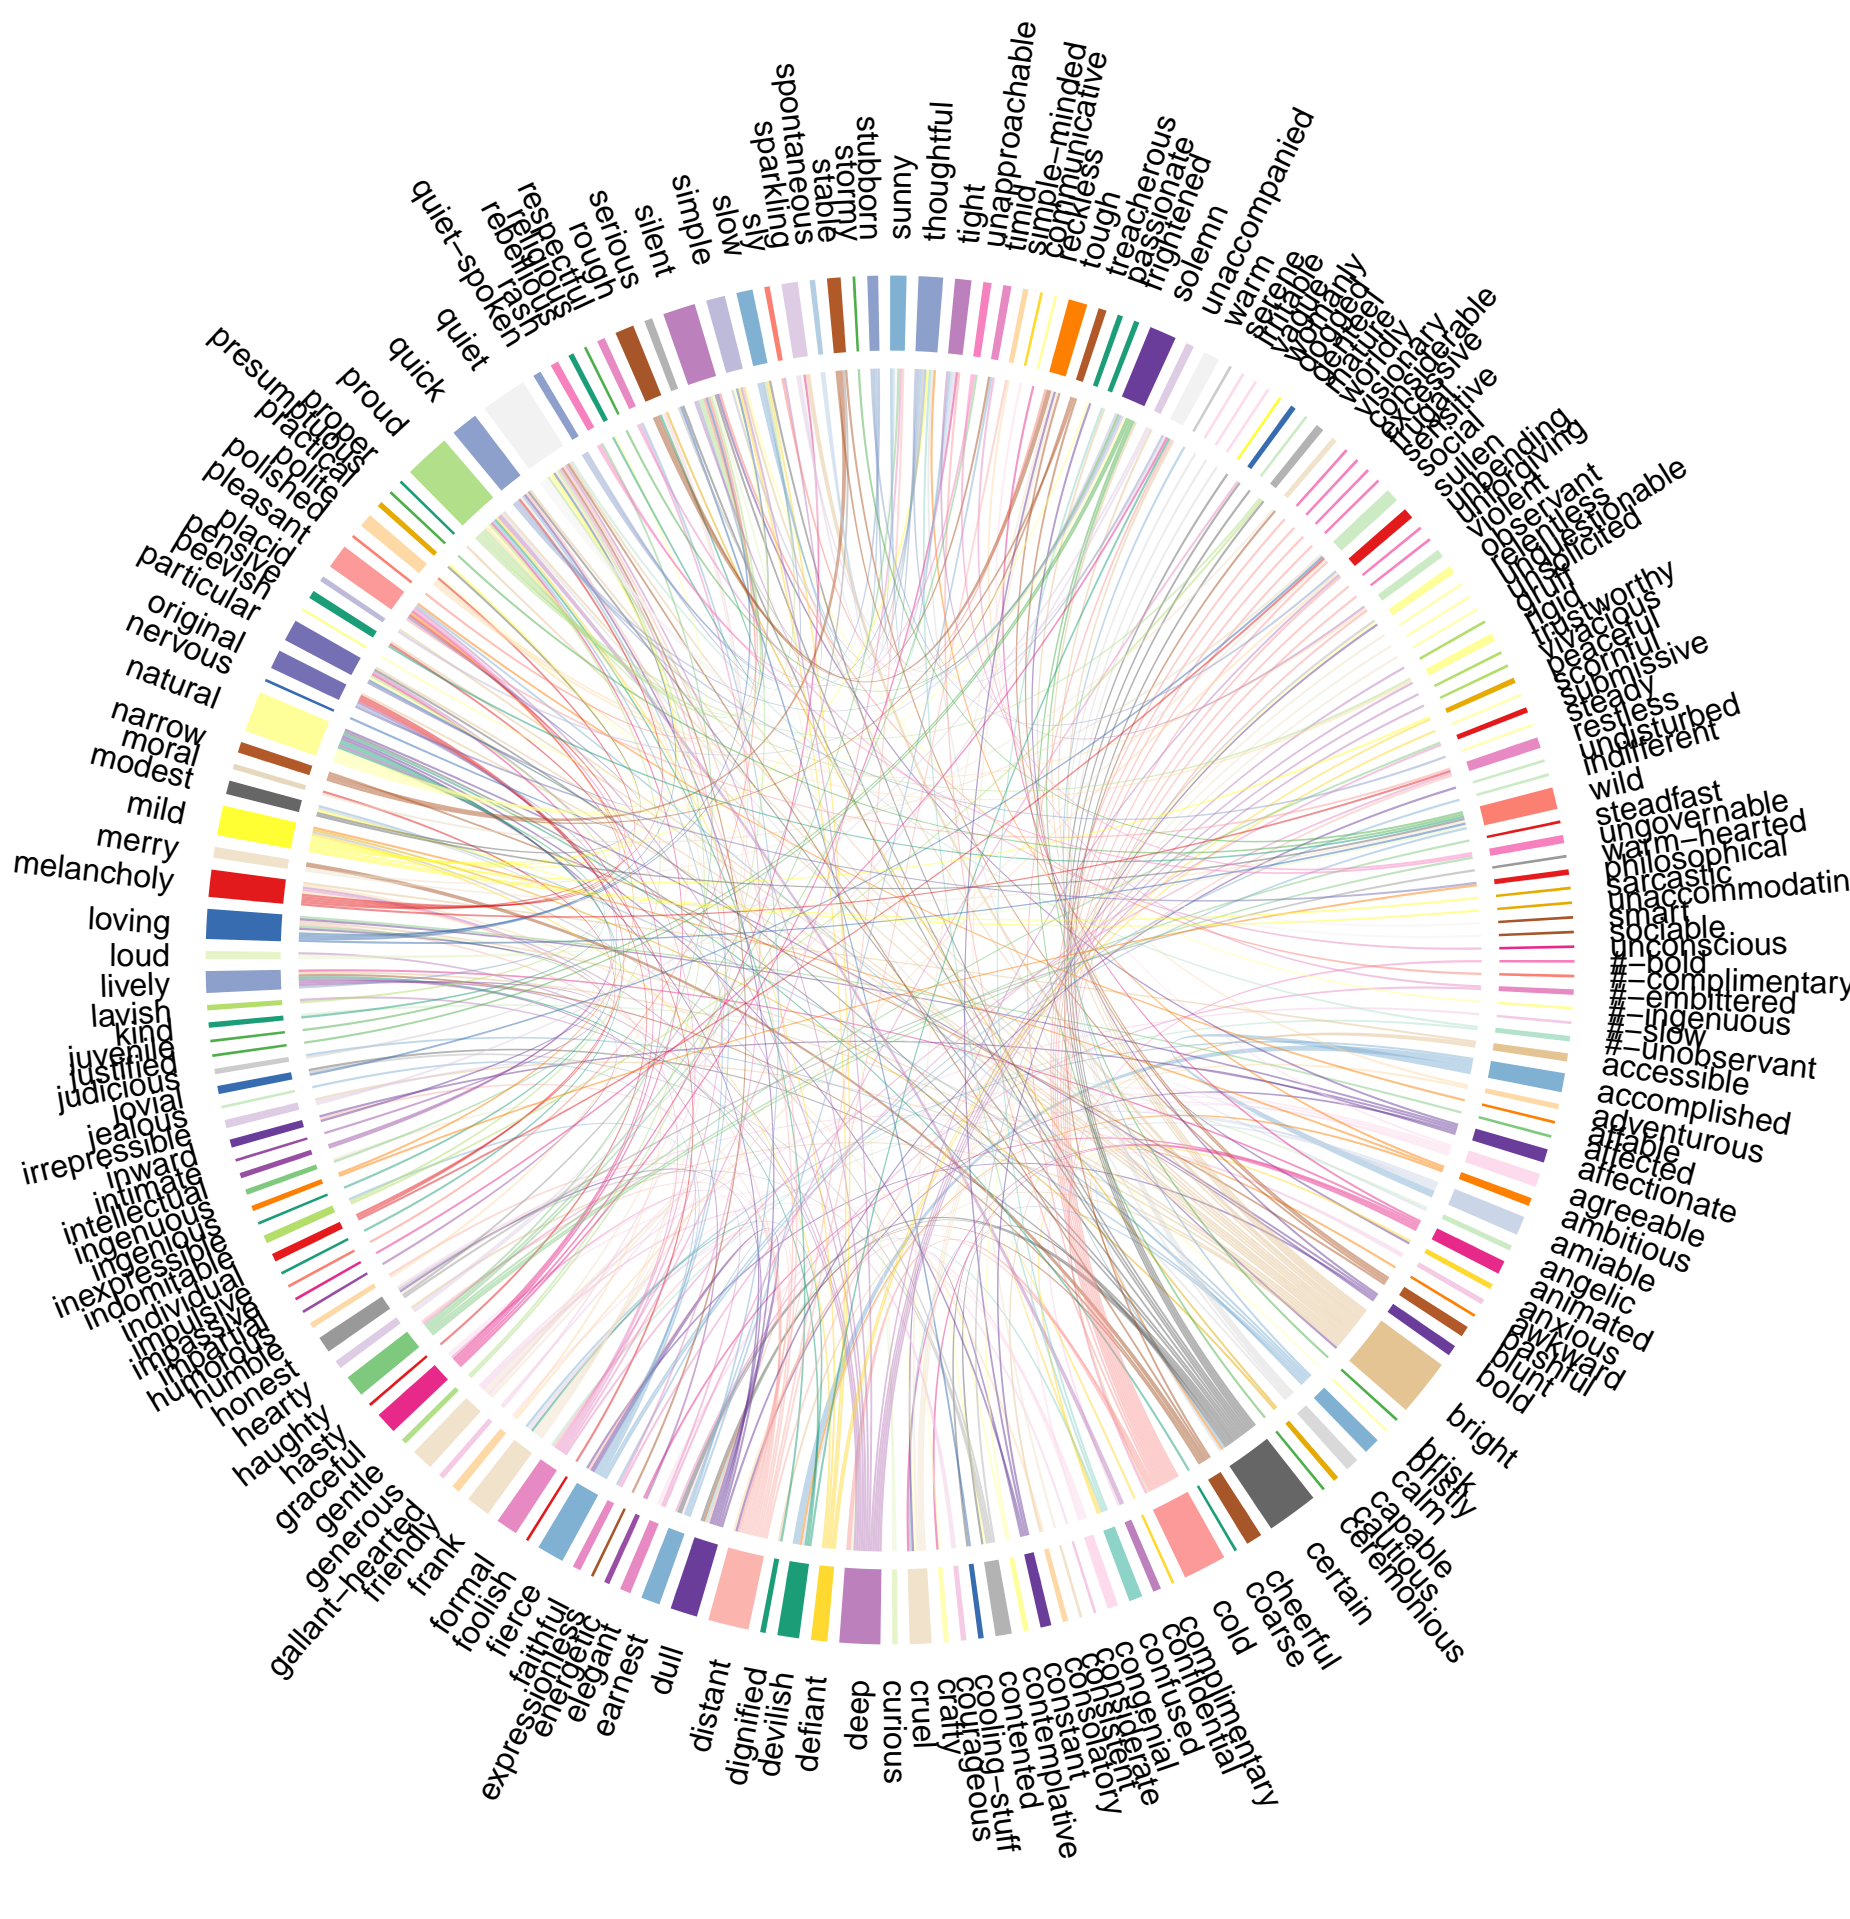 stubborn
sunny
thoughtful
tight
unapproachable
timid
simple−minded
communicative
reckless
tough
treacherous
passionate
frightened
solemn
unaccompanied
warm
serene
irritable
womanly
sullen
unbending
unforgiving
violent
observant
unsolicited
rigid
trustworthy
vivacious
peaceful
scornful
submissive
steady
restless
undisturbed
indifferent
wild
steadfast
ungovernable
warm−hearted
philosophical
sarcastic
unaccommodatin
smart
sociable
unconscious
#−bold
#−complimentary
#−embittered
#−ingenuous
#−slow
#−unobservant
accessible
accomplished
adventurous
affable
affected
affectionate
agreeable
ambitious
amiable
angelic
animated
anxious
awkward
bashful
blunt
bold
bright
brisk
bristly
calm
capable
cautious
ceremonious
certain
cheerful
coarse
cold
complimentary
confidential
confused
congenial
considerate
consistent
consolatory
constant
contemplative
contented
cooling−stuff
courageous
crafty
cruel
curious
deep
defiant
devilish
dignified
distant
dull
earnest
elegant
energetic
expressionless
faithful
fierce
foolish
formal
frank
friendly
gallant−hearted
generous
gentle
graceful
hasty
haughty
hearty
honest
humble
humorous
impartial
impassive
impulsive
individual
indomitable
inexpressible
ingenious
ingenuous
intellectual
intimate
inward
irrepressible
jealous
jovial
judicious
justified
juvenile
kind
lavish
lively
loud
loving
melancholy
merry
mild
modest
moral
narrow
natural
nervous
original
particular
peevish
pensive
placid
pleasant
polished
polite
practical
presumptuous
proper
proud
quick
quiet
quiet−spoken
rash
rebellious
religious
respectful
rough
serious
silent
simple
slow
sly
sparkling
spontaneous
stable
stormy